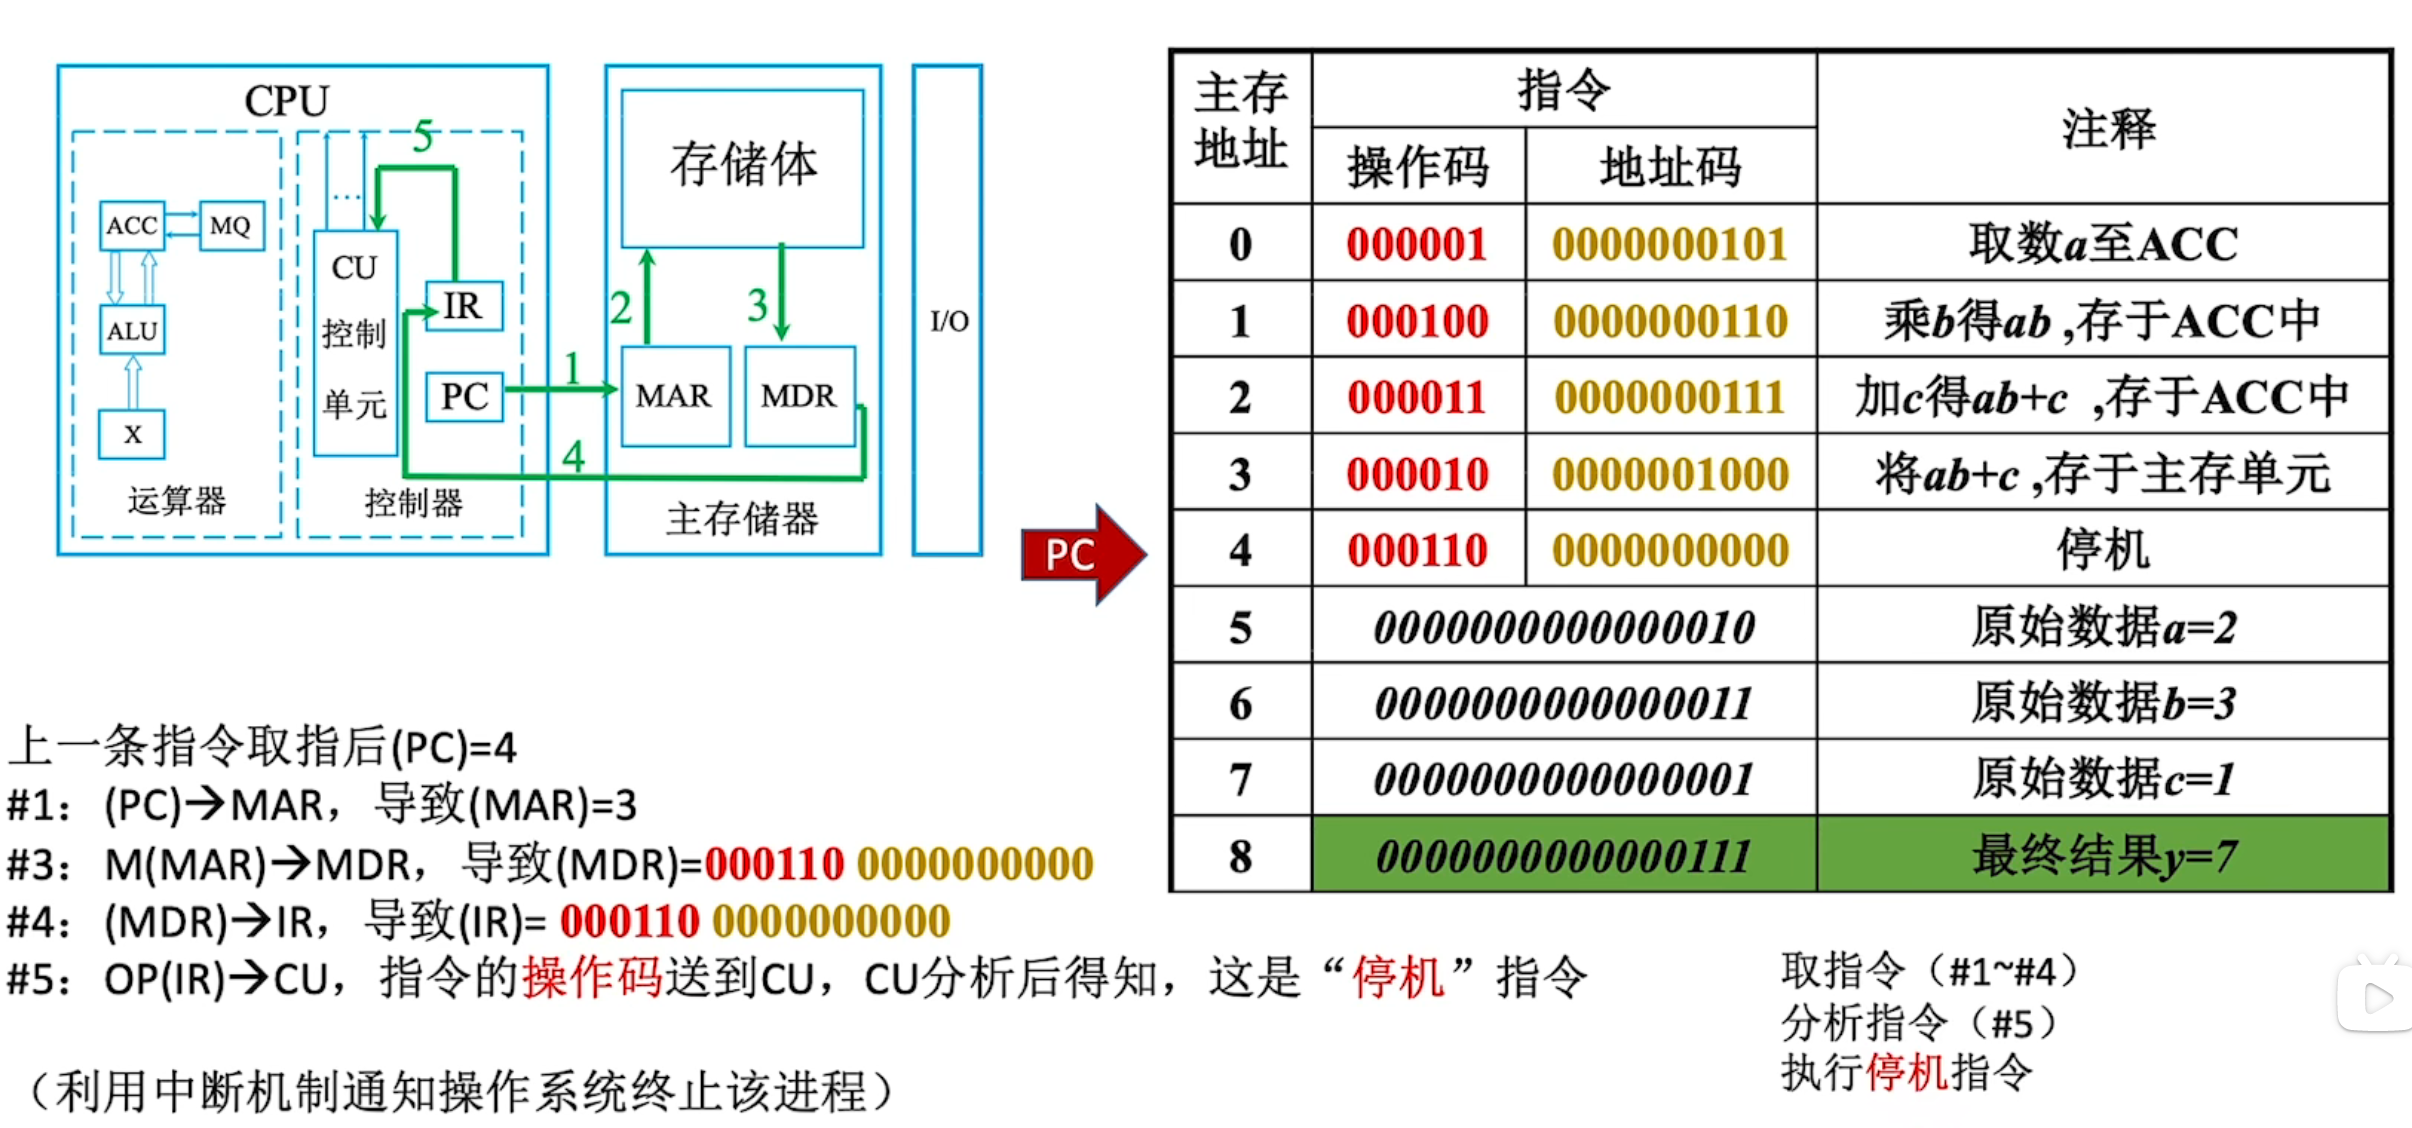 CPU
5
存储体
ACC
MQ
...
CU
控制
单元
IR
2
3
I/O
ALU
PC
1
MAR
MDR
X
4
运算器
控制器
主存储器
PC
主存地址 指令 注释
操作码 地址码
0 000001 0000000101 取数a至ACC
1 000100 0000000110 乘b得ab ,存于ACC中
2 000011 0000000111 加c得ab+c ,存于ACC中
3 000010 0000001000 将ab+c ,存于主存单元
4 000110 0000000000 停机
5 0000000000000010 原始数据a=2
6 0000000000000011 原始数据b=3
7 0000000000000001 原始数据c=1
8 0000000000000111 最终结果y=7
上一条指令取指后(PC)=4
#1：(PC)→MAR，导致(MAR)=3
#3：M(MAR)→MDR，导致(MDR)=000110 0000000000
#4：(MDR)→IR，导致(IR)= 000110 0000000000
#5：OP(IR)→CU，指令的操作码送到CU，CU分析后得知，这是“停机”指令
（利用中断机制通知操作系统终止该进程）
取指令（#1~#4）
分析指令（#5）
执行停机指令